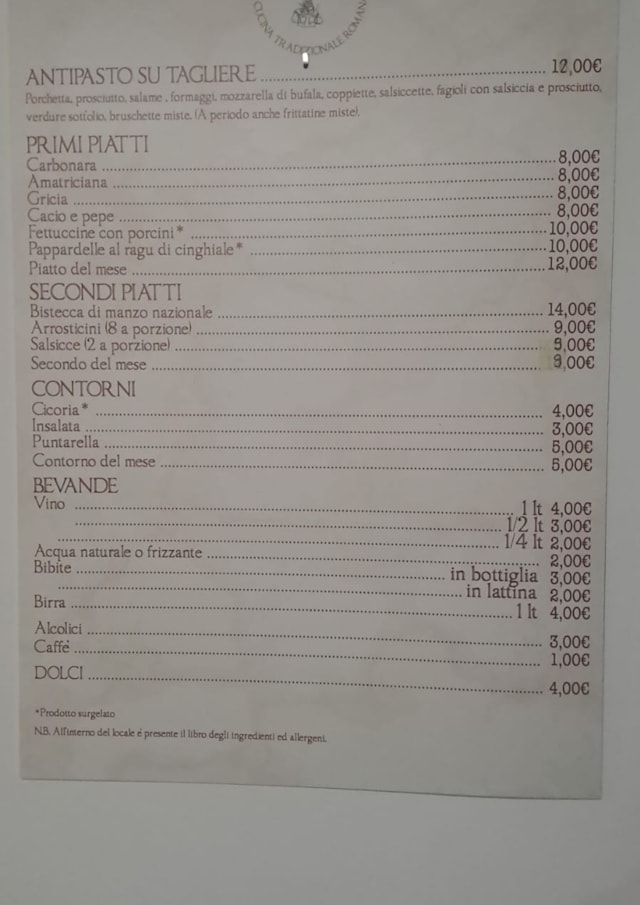 CUCINA TRADIZIONALE ROMANA
ANTIPASTO SU TAGLIERE 12,00€
Porchetta, prosciutto, salame , formaggi, mozzarella di bufala, coppiette, salsiccette, fagioli con salsiccia e prosciutto,
verdure sott'olio, bruschette miste, (A periodo anche frittatine miste).
PRIMI PIATTI
Carbonara 8,00€
Amatriciana 8,00€
Gricia 8,00€
Cacio e pepe 8,00€
Fettuccine con porcini* 10,00€
Pappardelle al ragu di cinghiale* 10,00€
Piatto del mese 12,00€
SECONDI PIATTI
Bistecca di manzo nazionale 14,00€
Arrosticini (8 a porzione) 9,00€
Salsicce (2 a porzione) 9,00€
Secondo del mese
CONTORNI
Cicoria* 4,00€
Insalata 3,00€
Puntarella 5,00€
Contorno del mese 5,00€
BEVANDE
Vino 1 lt 4,00€
1/2 lt 3,00€
1/4 lt 2,00€
Acqua naturale o frizzante 2,00€
Bibite in bottiglia 3,00€
in lattina 2,00€
Birra 1 lt 4,00€
Alcolici 3,00€
Caffè 1,00€
DOLCI 4,00€
*Prodotto surgelato
N.B. All'interno del locale é presente il libro degli ingredienti ed allergeni.